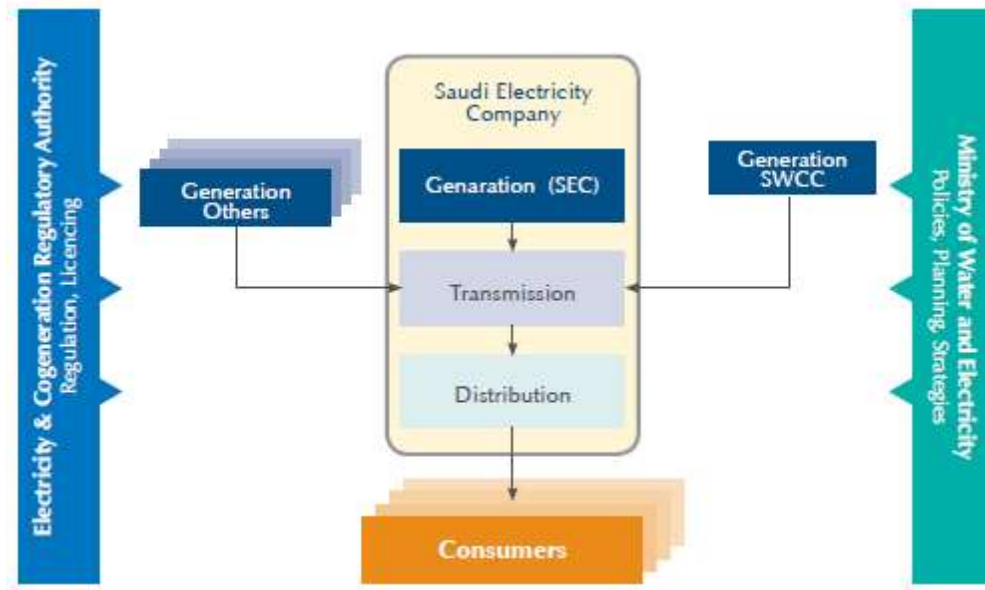 Electricity & Cogeneration Regulatory Authority
Regulation, Licencing
Saudi Electricity
Company
Generation
Others
Genaration (SEC)
Generation
SWCC
Transmission
Distribution
Consumers
Ministry of Water and Electricity
Policies, Planning, Strategies